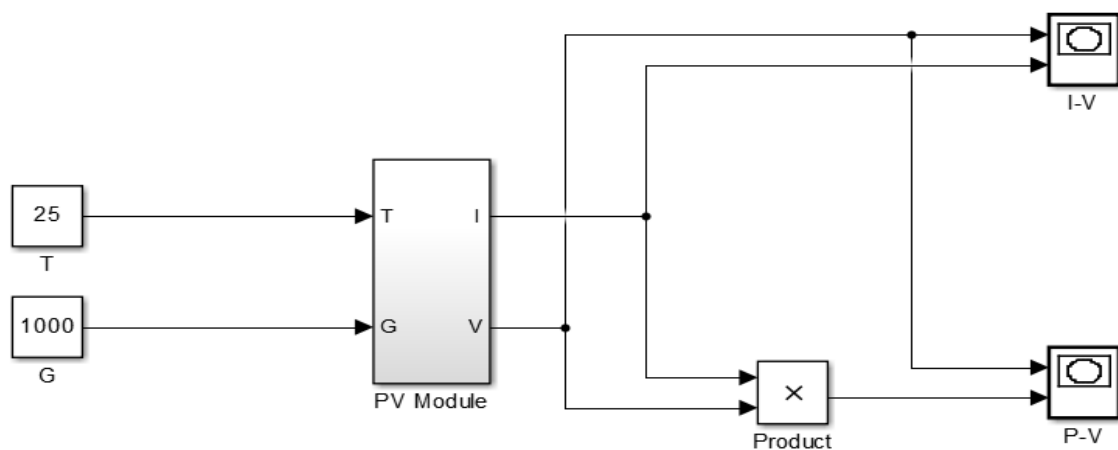 I-V
25
T
T
I
1000
G
G
V
PV Module
×
Product
P-V